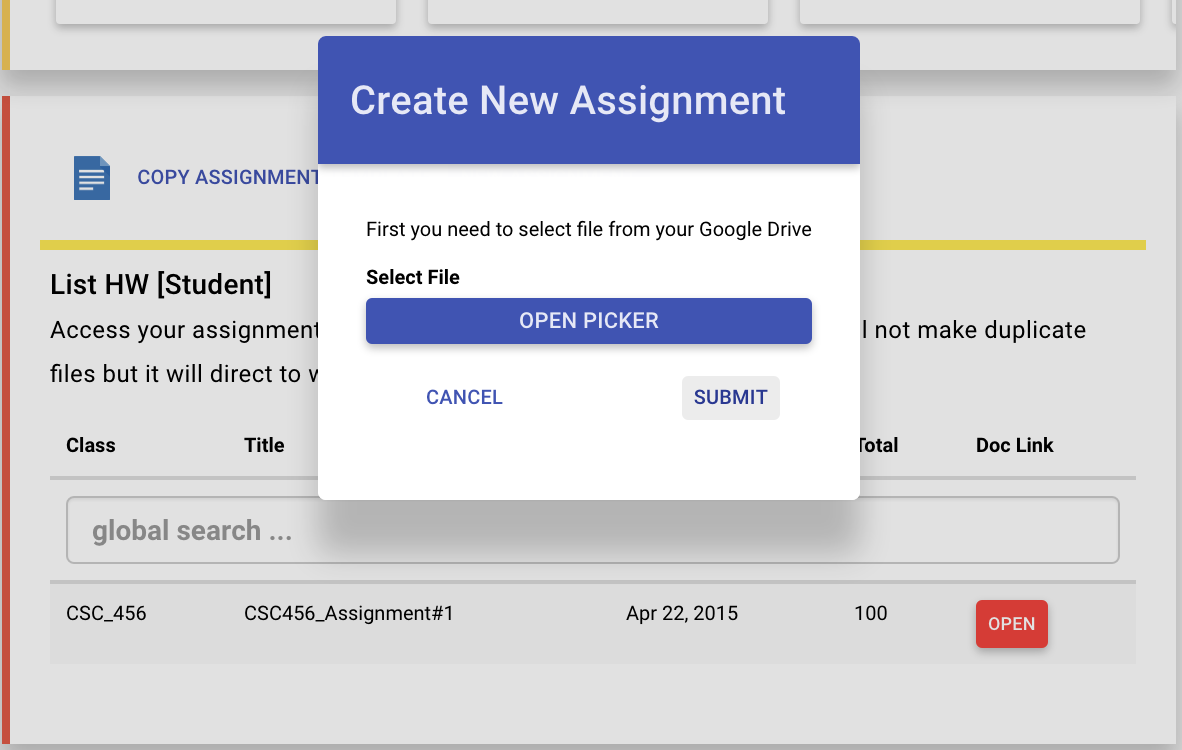 Create New Assignment
COPY ASSIGNMENT
First you need to select file from your Google Drive
Select File
OPEN PICKER
CANCEL
SUBMIT
List HW [Student]
Access your assignment l not make duplicate
files but it will direct to
Class Title Total Doc Link
global search ...
CSC_456 CSC456_Assignment#1 Apr 22, 2015 100 OPEN